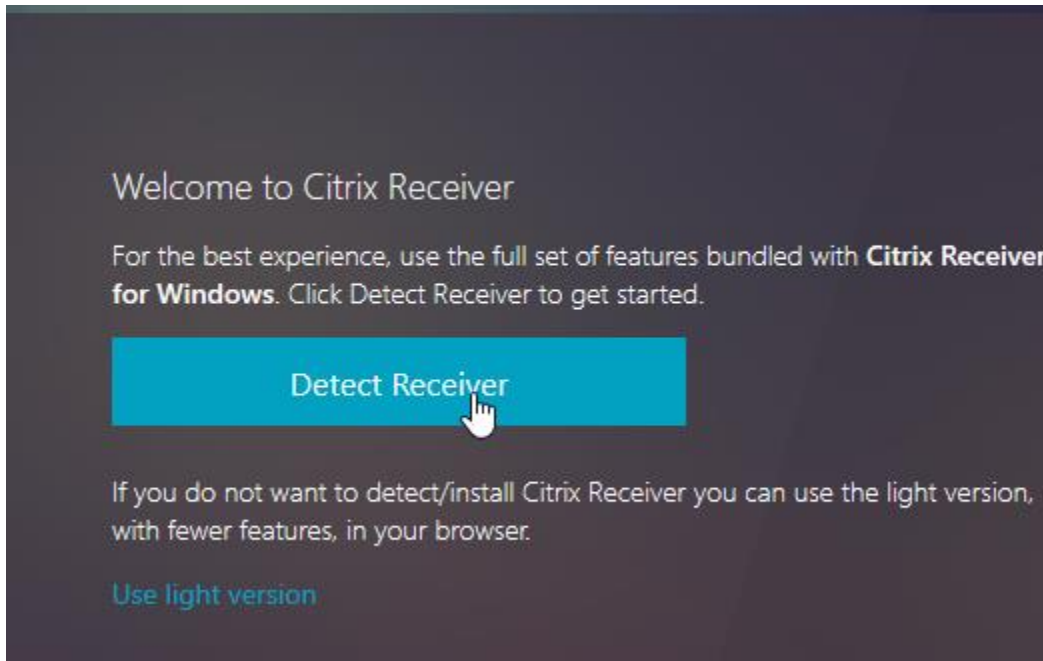 Welcome to Citrix Receiver
For the best experience, use the full set of features bundled with Citrix Receiver
for Windows. Click Detect Receiver to get started.
Detect Receiver
If you do not want to detect/install Citrix Receiver you can use the light version,
with fewer features, in your browser.
Use light version